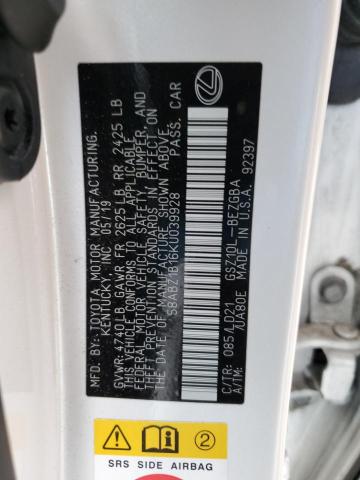 MFD. BY: TOYOTA MOTOR MANUFACTURING,
KENTUCKY, INC. 05/19
GVWR: 4740 LB GAWR FR 2625 LB RR 2425 LB
THIS VEHICLE CONFORMS TO ALL APPLICABLE
FEDERAL MOTOR VEHICLE SAFETY, BUMPER, AND
THEFT PREVENTION STANDARDS IN EFFECT ON
THE DATE OF MANUFACTURE SHOWN ABOVE.
58ABZ1B16KU039928 PASS. CAR
C/TR: 085/LD21 GSZ10L-BEZGBA
A/TM: /UA80E MADE IN U.S.A. 92397
2
SRS SIDE AIRBAG